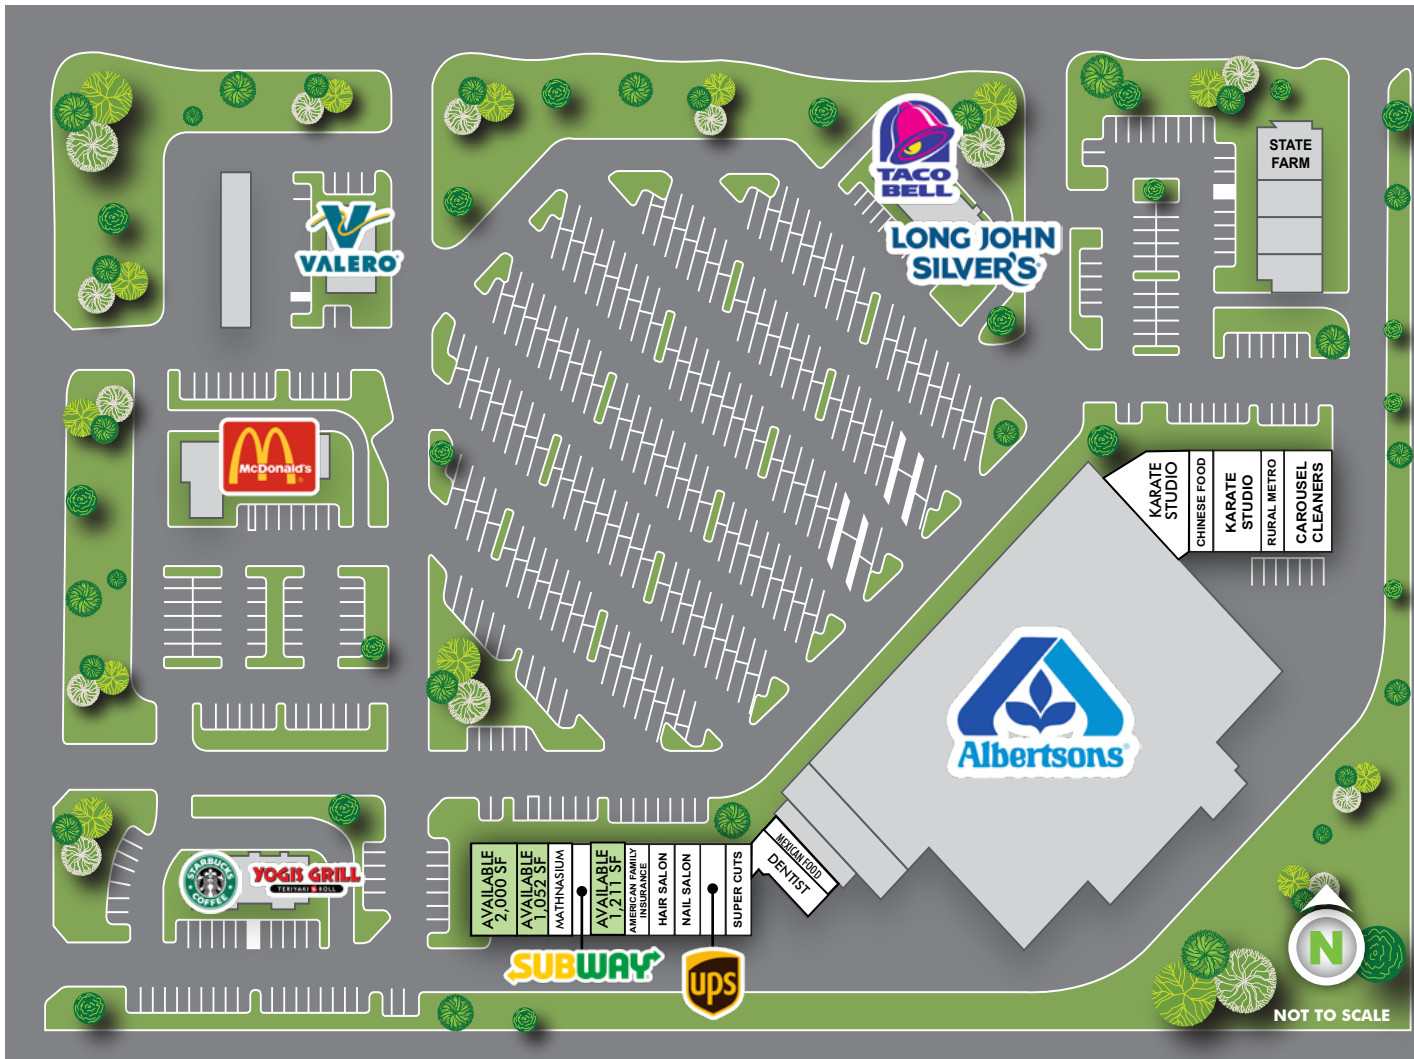 TACO
BELL
LONG JOHN
SILVER'S
STATE
FARM
VALERO
McDonald's
KARATE
STUDIO
CHINESE FOOD
KARATE
STUDIO
RURAL METRO
CAROUSEL
CLEANERS
Albertsons
STARBUCKS
COFFEE
YOGIS GRILL
TERIYAKI ROLL
AVAILABLE
2,000 SF
AVAILABLE
1,052 SF
MATHNASIUM
AVAILABLE
1,211 SF
AMERICAN FAMILY
INSURANCE
HAIR SALON
NAIL SALON
SUPER CUTS
MEXICAN FOOD
DENTIST
SUBWAY
ups
N
NOT TO SCALE